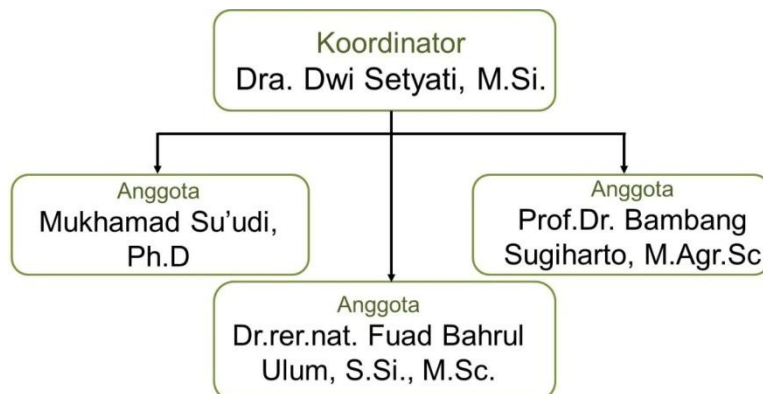 Koordinator
Dra. Dwi Setyati, M.Si.
Anggota
Mukhamad Su'udi,
Ph.D
Anggota
Prof.Dr. Bambang
Sugiharto, M.Agr.Sc
Anggota
Dr.rer.nat. Fuad Bahrul
Ulum, S.Si., M.Sc.